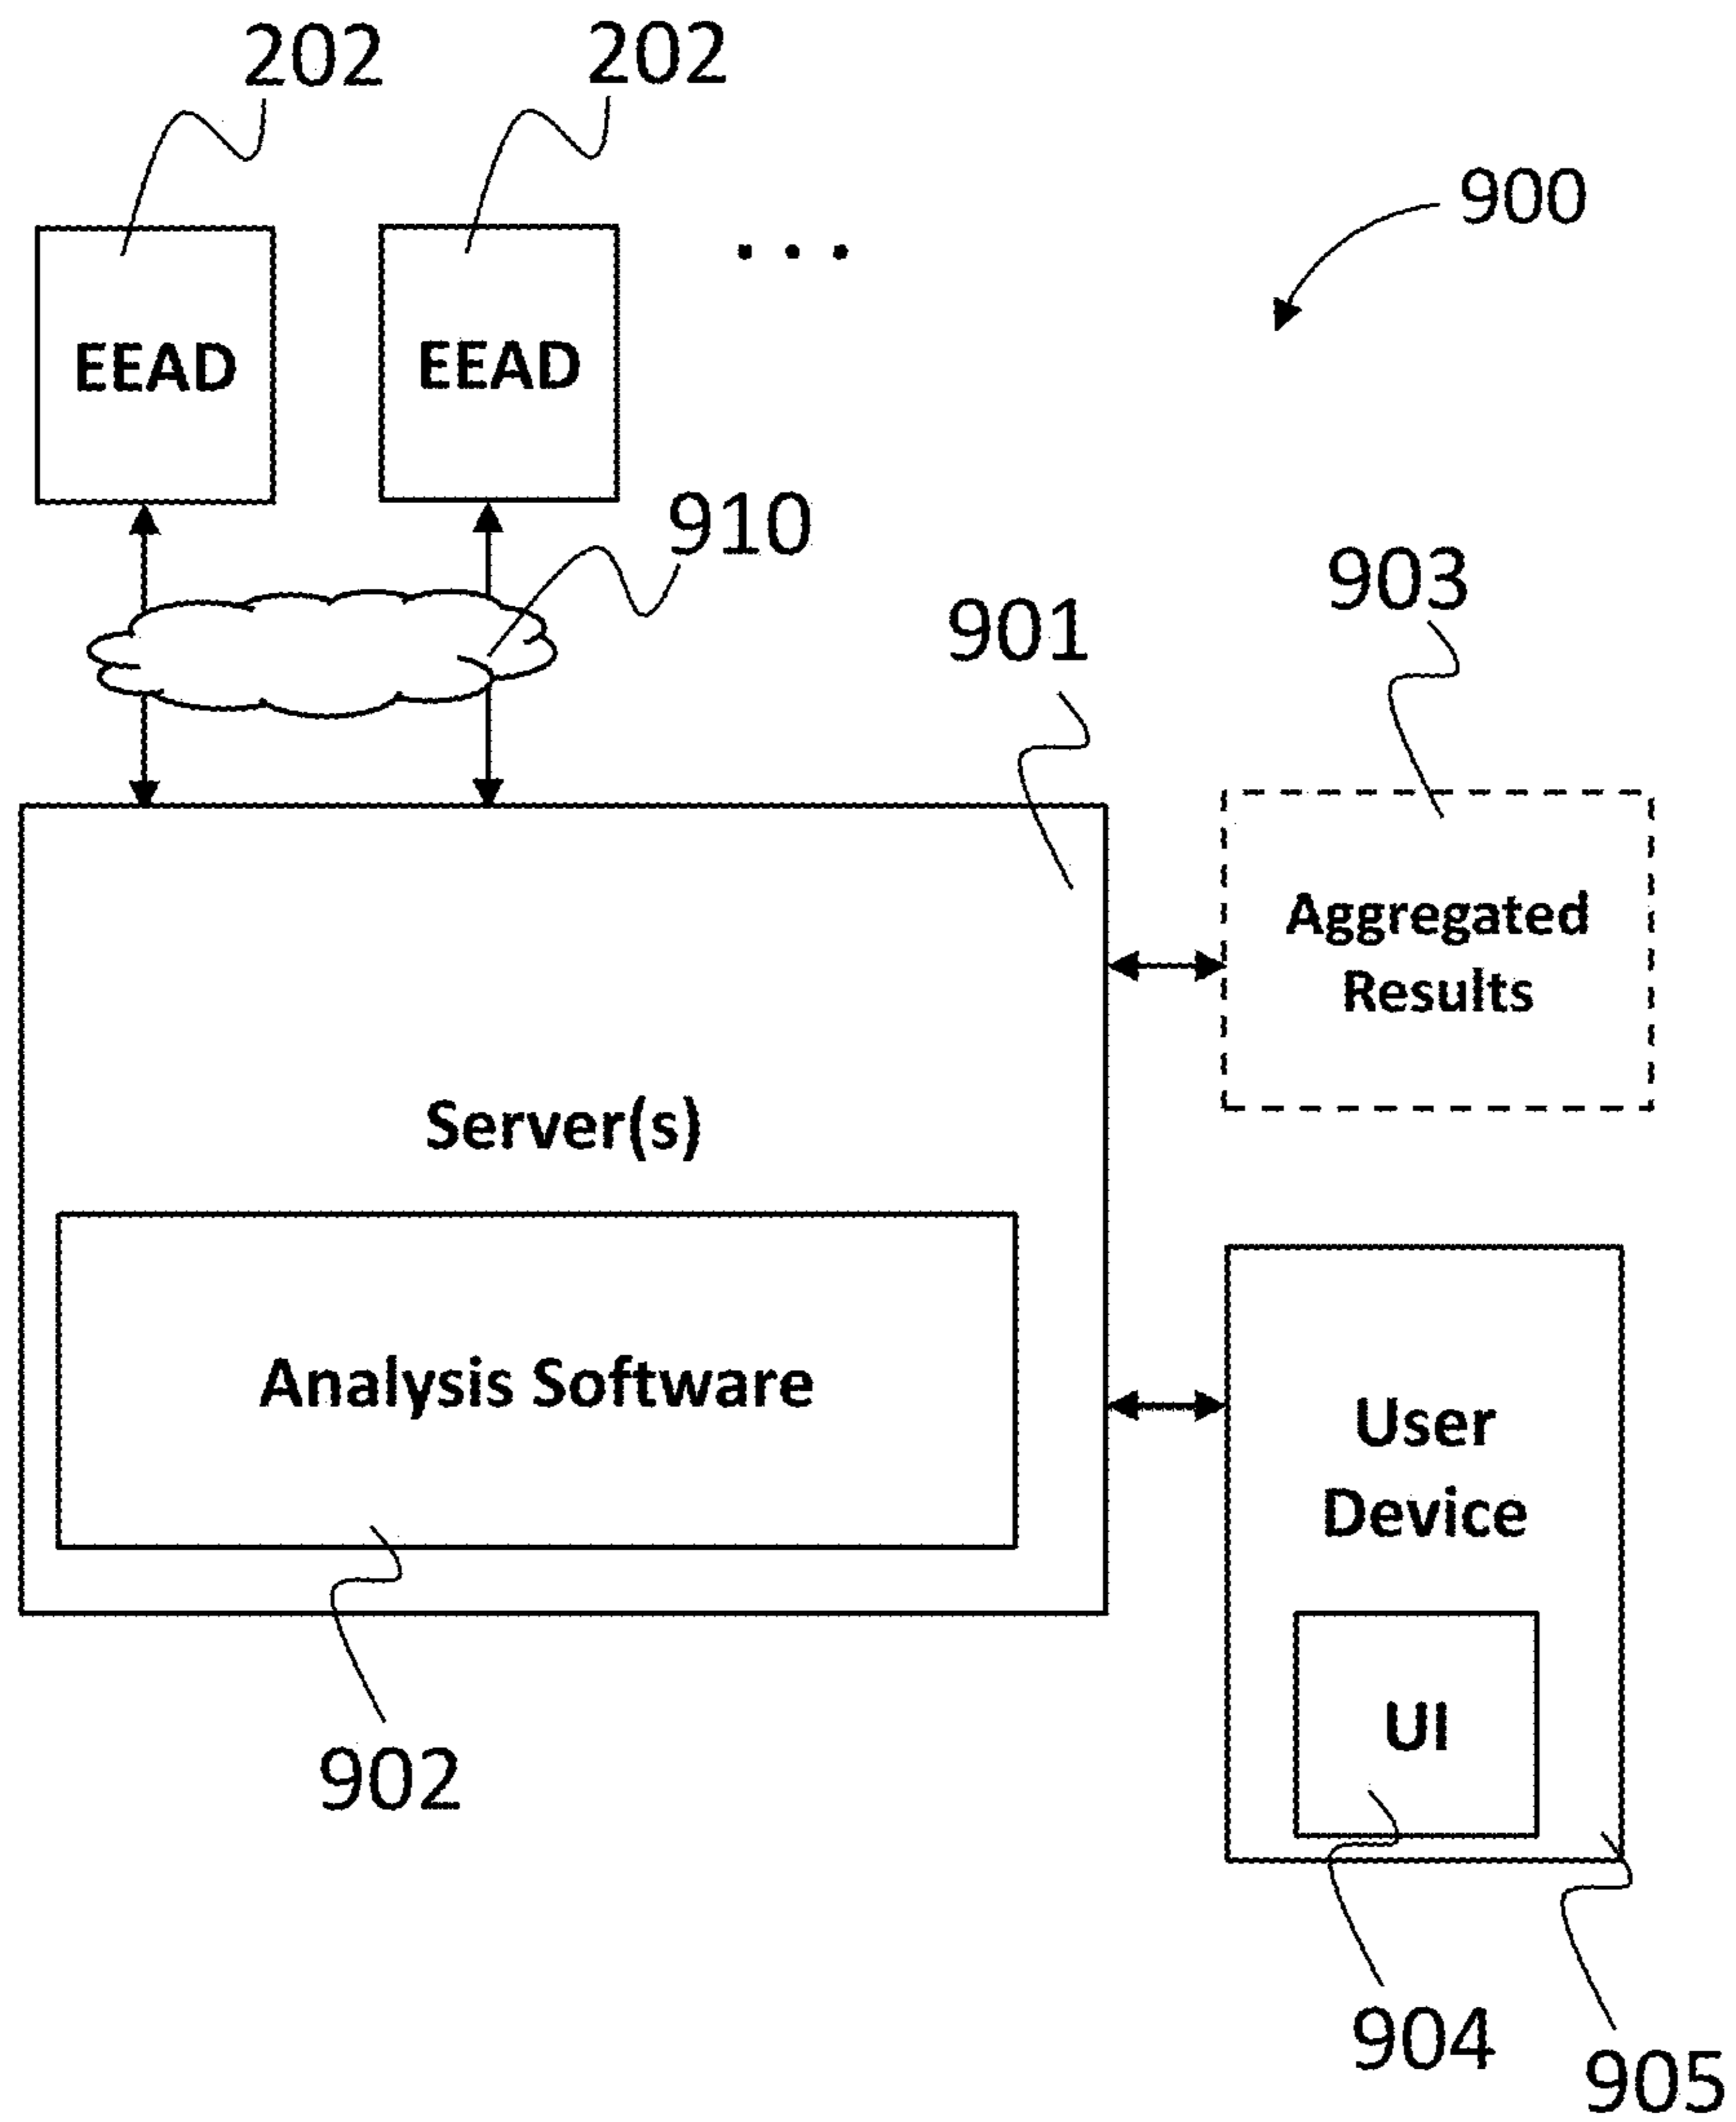 202
202
900
EEAD
EEAD
...
910
903
901
Aggregated
Results
Server(s)
Analysis Software
User
Device
UI
902
904
905